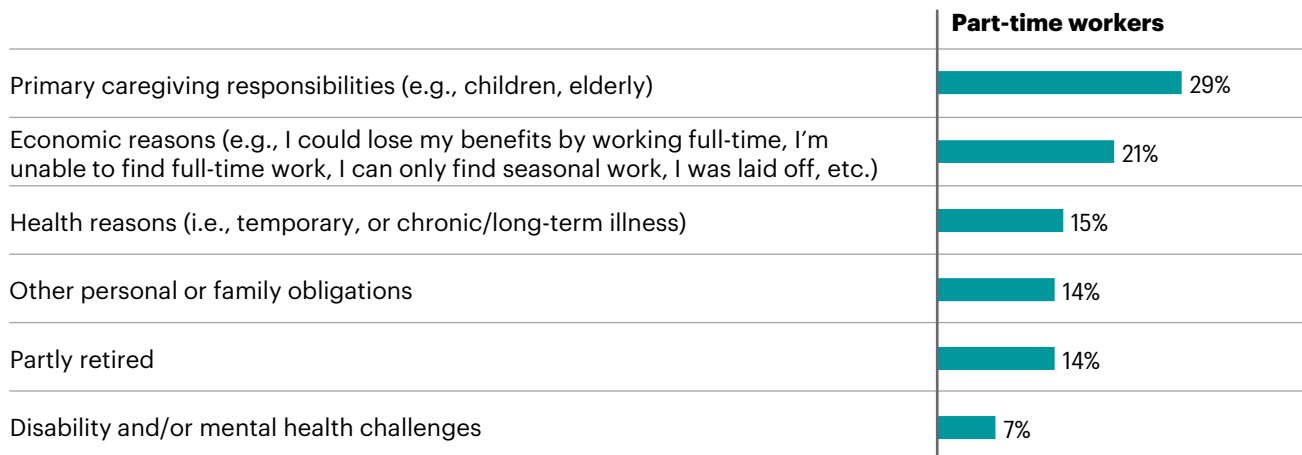 Part-time workers
Primary caregiving responsibilities (e.g., children, elderly)
29%
Economic reasons (e.g., I could lose my benefits by working full-time, I’m
unable to find full-time work, I can only find seasonal work, I was laid off, etc.)
21%
Health reasons (i.e., temporary, or chronic/long-term illness)
15%
Other personal or family obligations
14%
Partly retired
14%
Disability and/or mental health challenges
7%